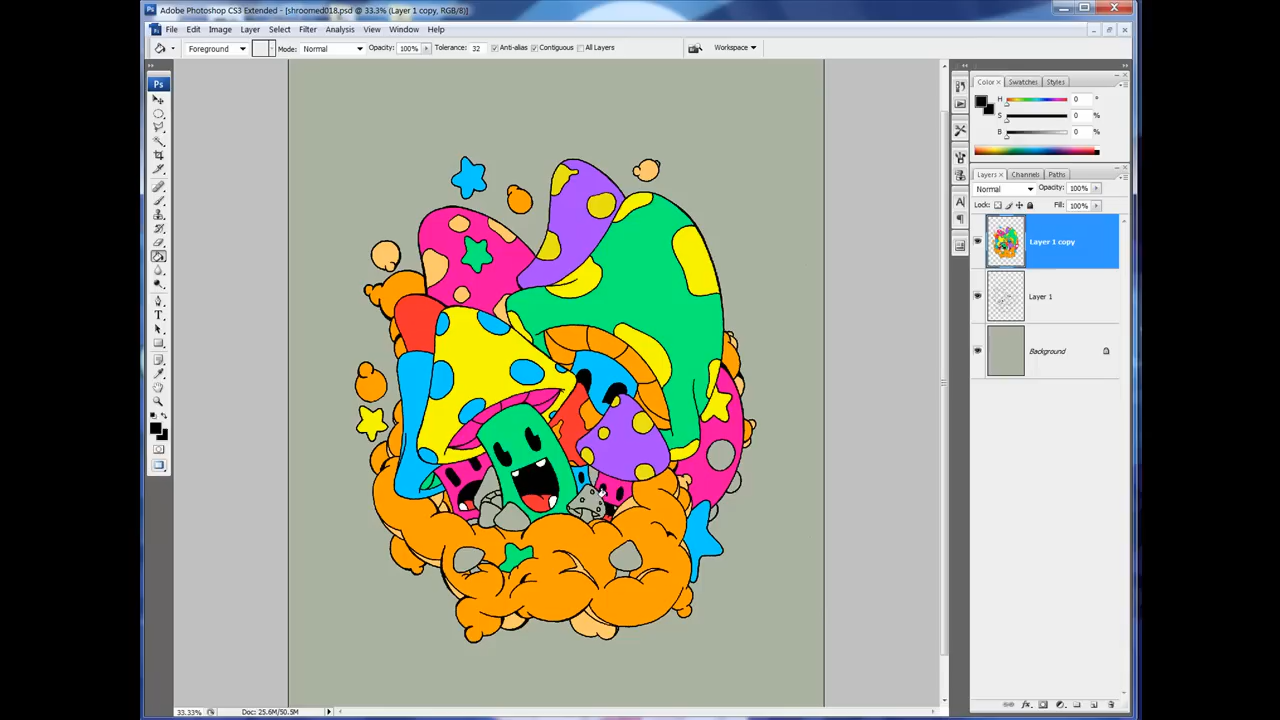 Adobe Photoshop CS3 Extended - [shroomed018.psd @ 33.3% (Layer 1 copy, RGB/8)]
File Edit Image Layer Select Filter Analysis View Window Help
Foreground Mode: Normal Opacity: 100% Tolerance: 32 Anti-alias Contiguous All Layers Workspace
Ps
Color Swatches Styles
H 0 °
S 0 %
B 0 %
Layers Channels Paths
Normal Opacity: 100%
Lock: Fill: 100%
Layer 1 copy
Layer 1
Background
33.33% Doc: 25.6M/50.5M